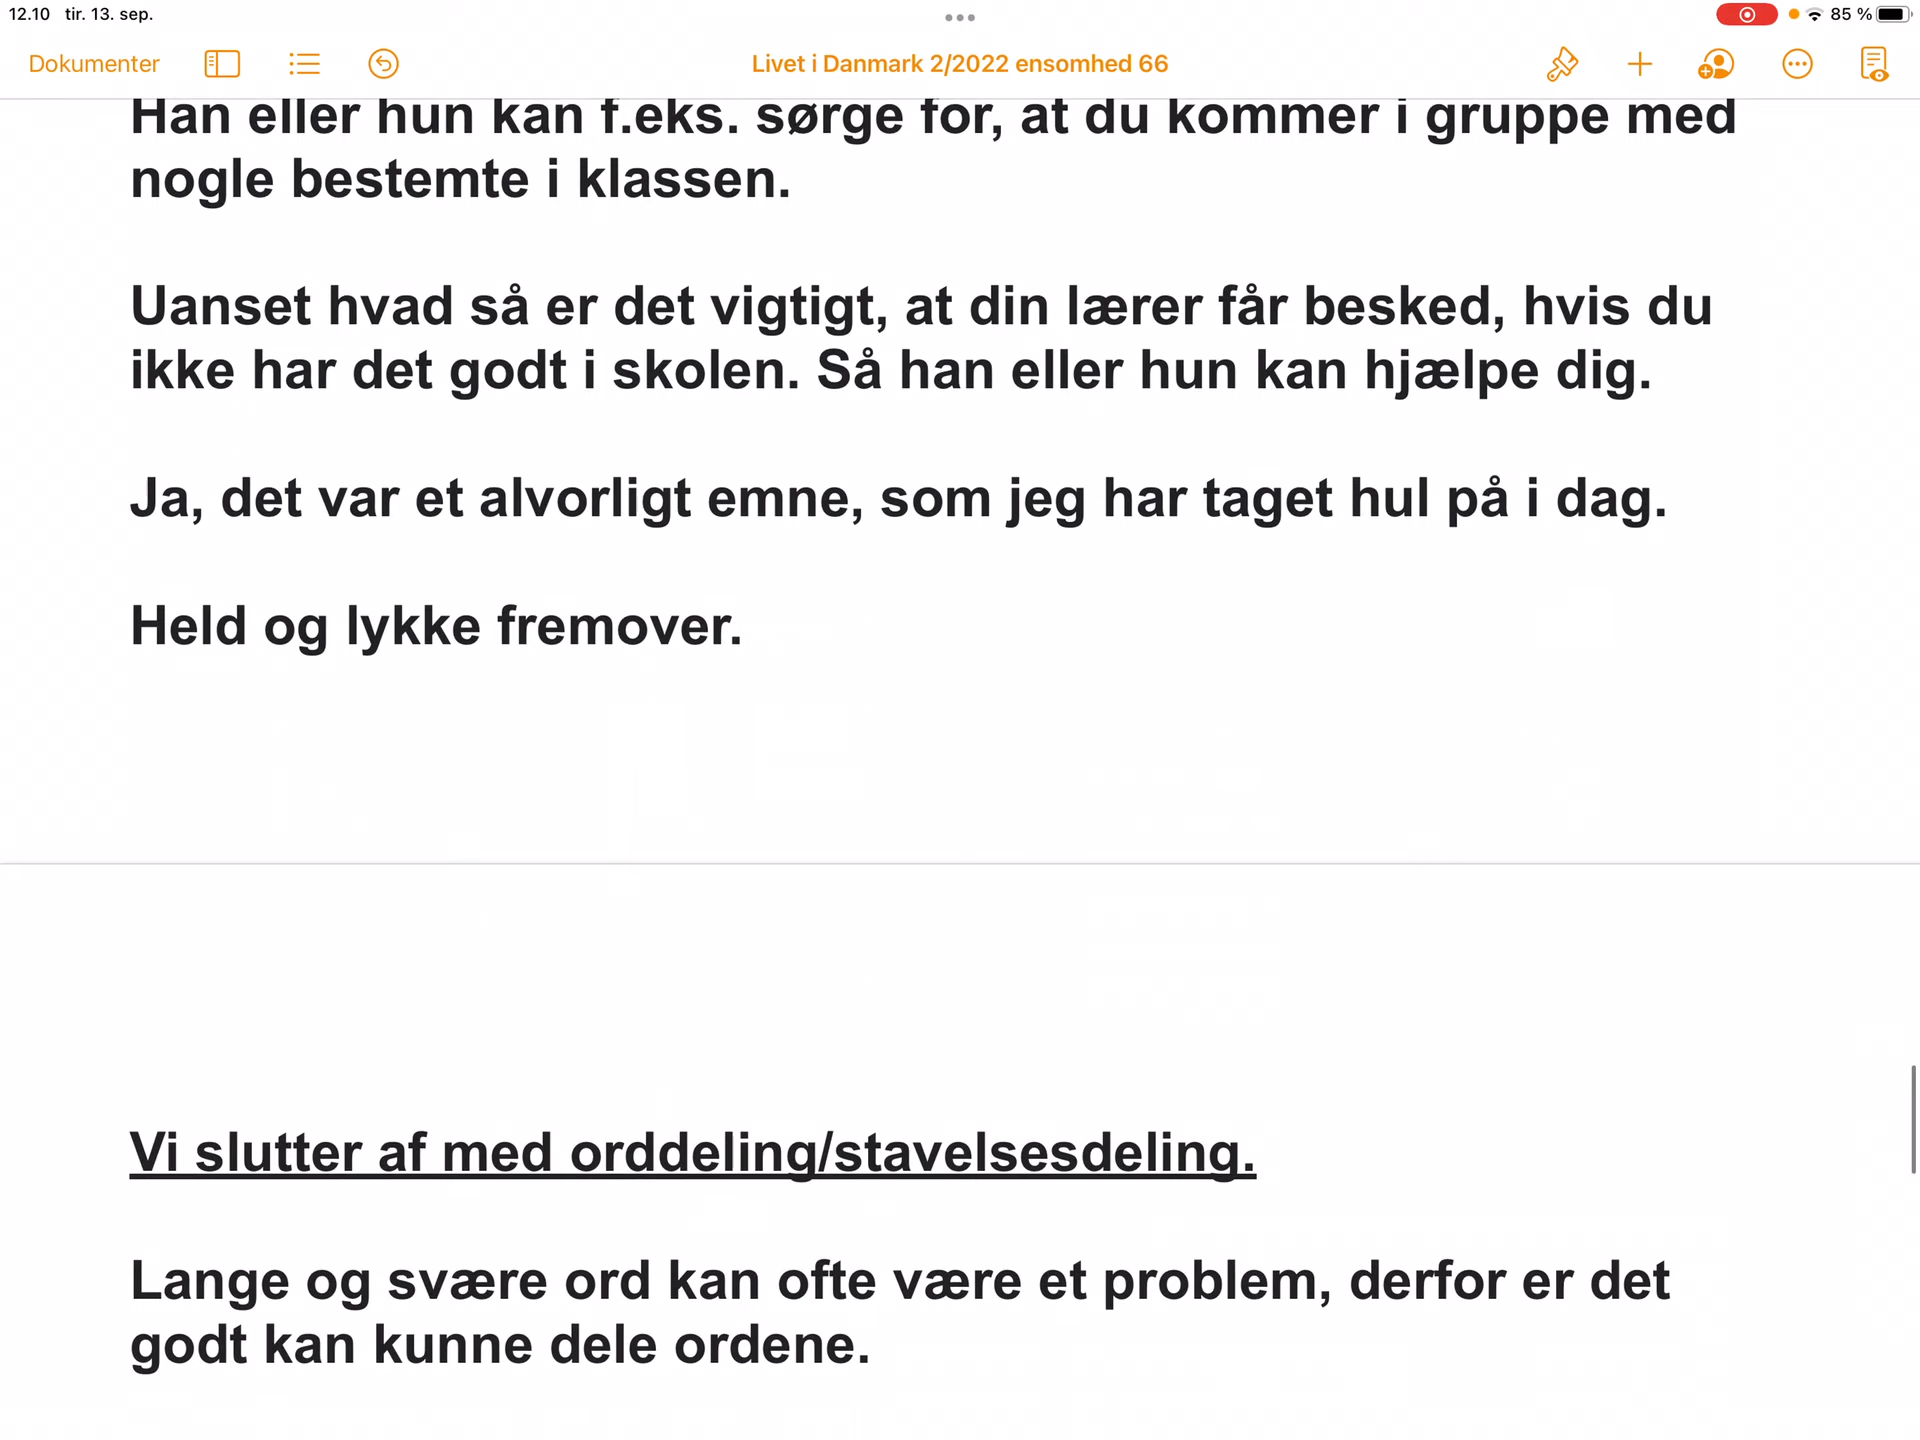 12.10 tir. 13. sep.
85 %
Dokumenter
Livet i Danmark 2/2022 ensomhed 66
Han eller hun kan f.eks. sørge for, at du kommer i gruppe med
nogle bestemte i klassen.
Uanset hvad så er det vigtigt, at din lærer får besked, hvis du
ikke har det godt i skolen. Så han eller hun kan hjælpe dig.
Ja, det var et alvorligt emne, som jeg har taget hul på i dag.
Held og lykke fremover.
Vi slutter af med orddeling/stavelsesdeling.
Lange og svære ord kan ofte være et problem, derfor er det
godt kan kunne dele ordene.